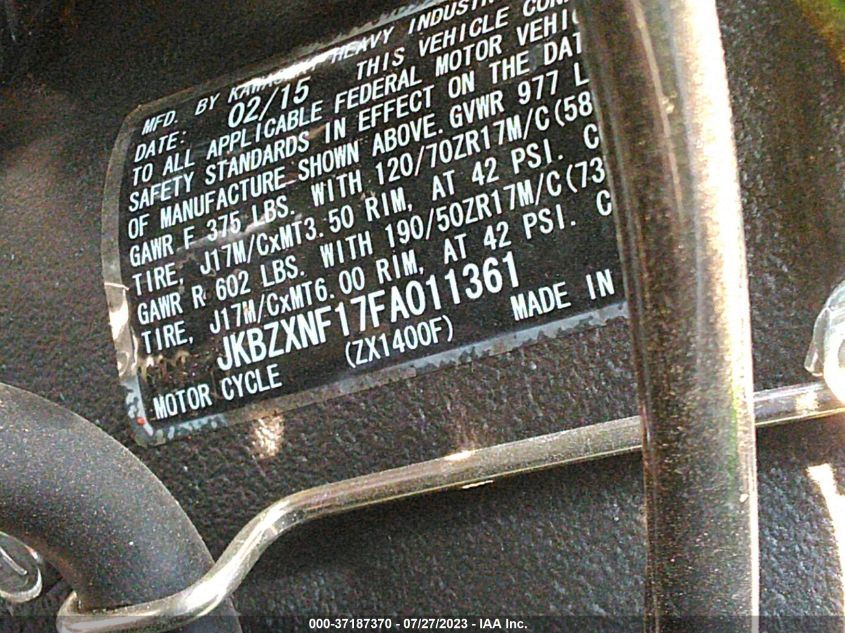 MFD. BY KAWASAKI HEAVY INDUSTR
DATE: 02/15 THIS VEHICLE CON
TO ALL APPLICABLE FEDERAL MOTOR VEHI
SAFETY STANDARDS IN EFFECT ON THE DAT
OF MANUFACTURE SHOWN ABOVE. GVWR 977 L
GAWR F 375 LBS. WITH 120/70ZR17M/C(58
TIRE, J17M/CxMT3.50 RIM, AT 42 PSI. C
GAWR R 602 LBS. WITH 190/50ZR17M/C(73
TIRE, J17M/CxMT6.00 RIM, AT 42 PSI. C
JKBZXNF17FA011361
(ZX1400F) MADE IN
MOTOR CYCLE
000-37187370 - 07/27/2023 - IAA Inc.